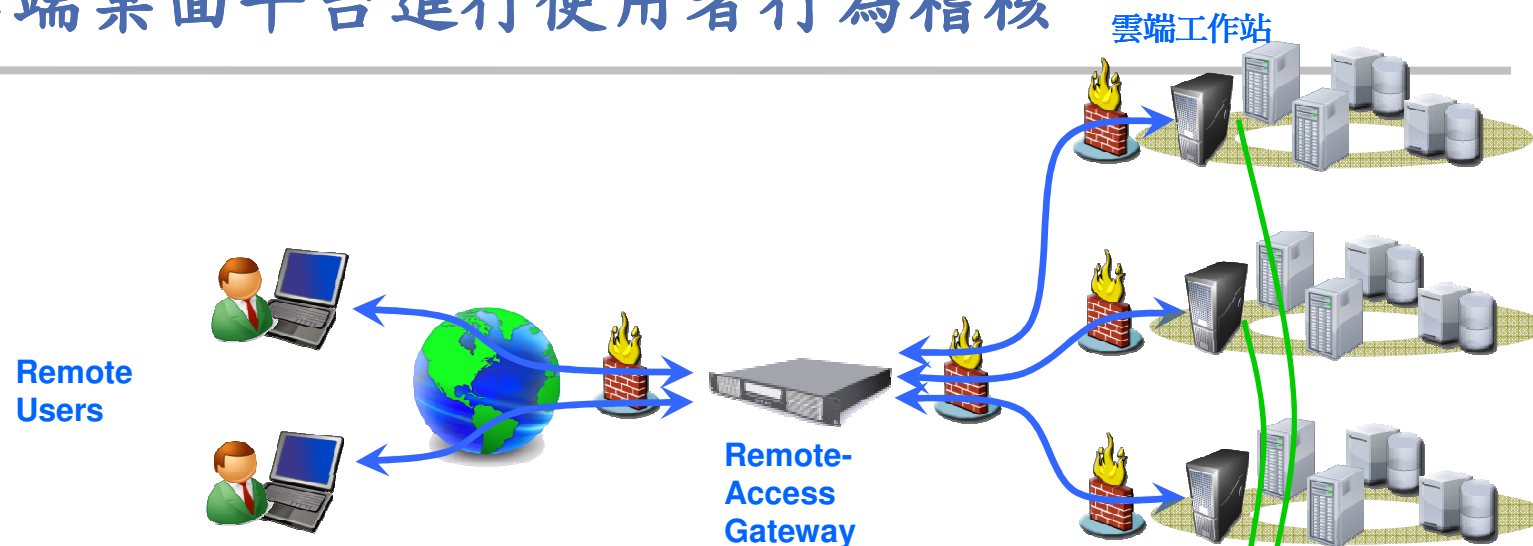 端桌面平台進行使用者行為稽核
雲端工作站
Remote
Users
Remote-
Access
Gateway